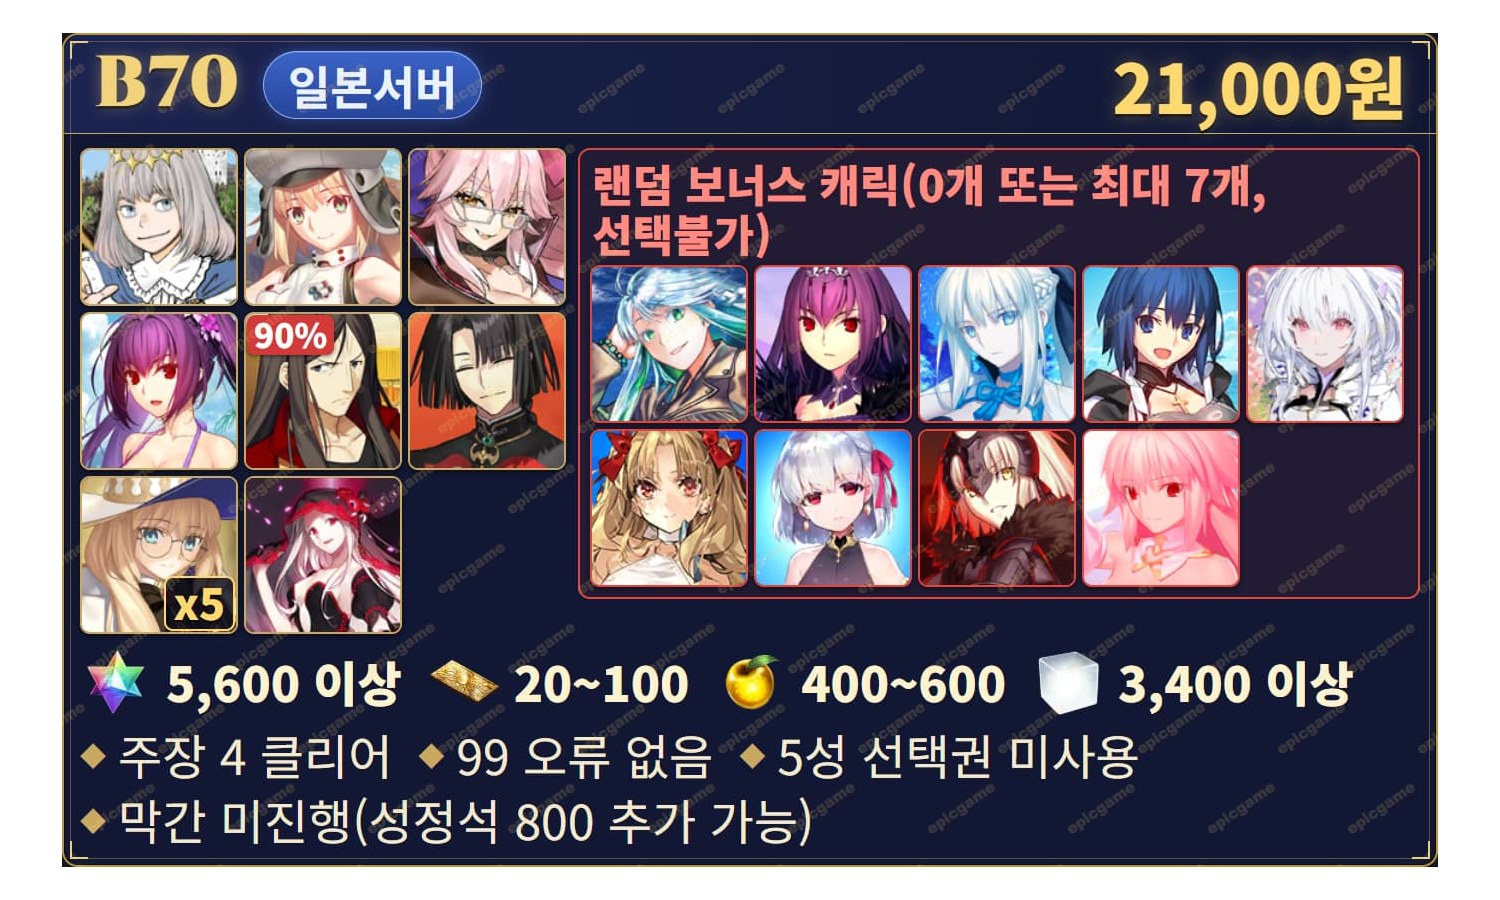 B70 일본서버 21,000원
랜덤 보너스 캐릭(0개 또는 최대 7개,
선택불가)
90%
x5
5,600 이상 20~100 400~600 3,400 이상
◆ 주장 4 클리어 ◆ 99 오류 없음 ◆ 5성 선택권 미사용
◆ 막간 미진행(성정석 800 추가 가능)
epicgame